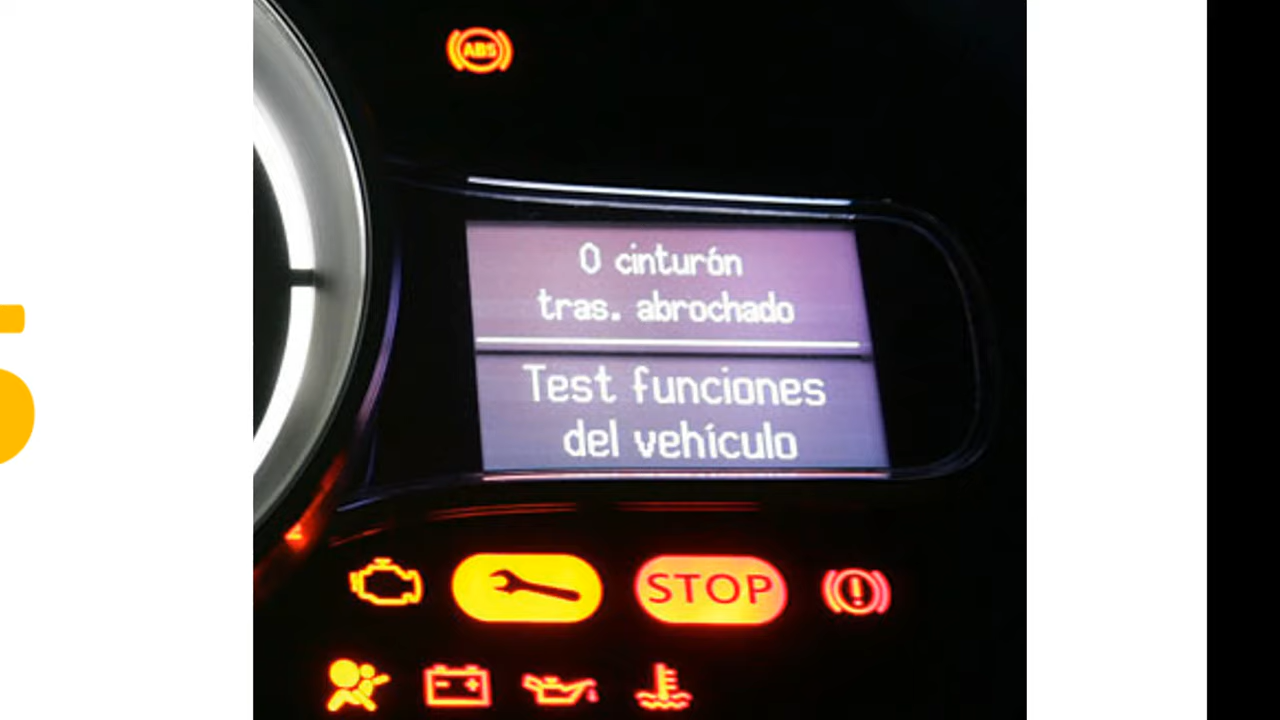 ABS
0 cinturón
tras. abrochado
Test funciones
del vehículo
STOP